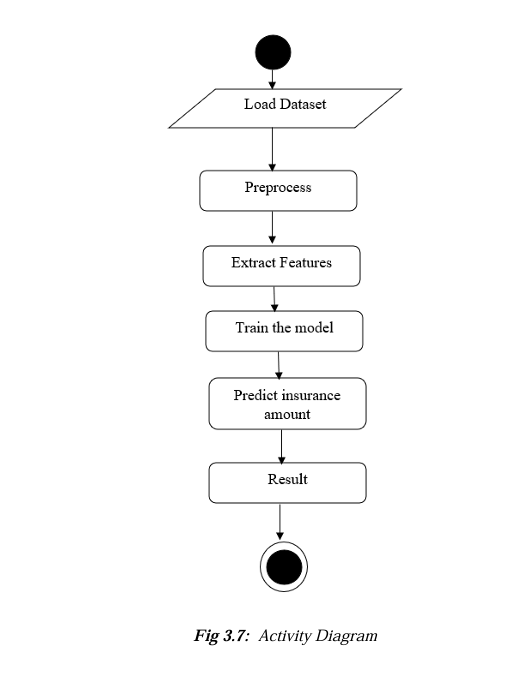 Load Dataset
Preprocess
Extract Features
Train the model
Predict insurance
amount
Result
Fig 3.7: Activity Diagram